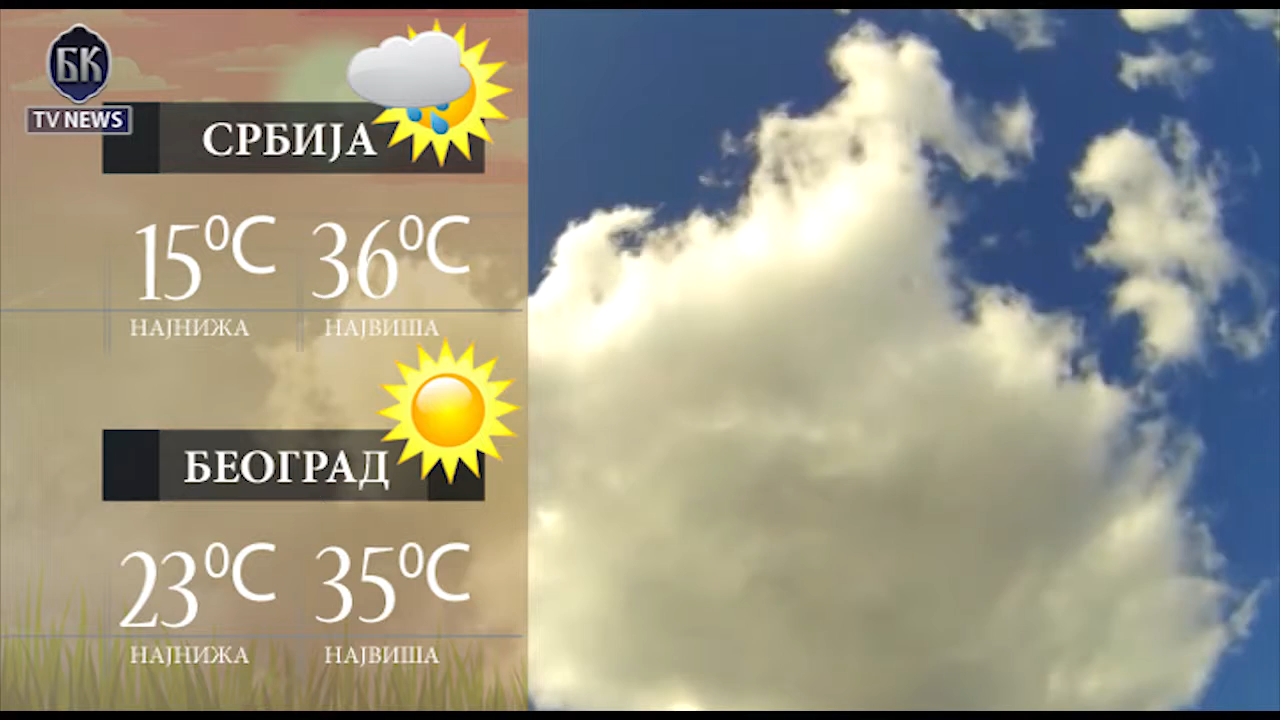 БК
TV NEWS
СРБИЈА
15°C 36°C
НАЈНИЖА НАЈВИША
БЕОГРАД
23°C 35°C
НАЈНИЖА НАЈВИША